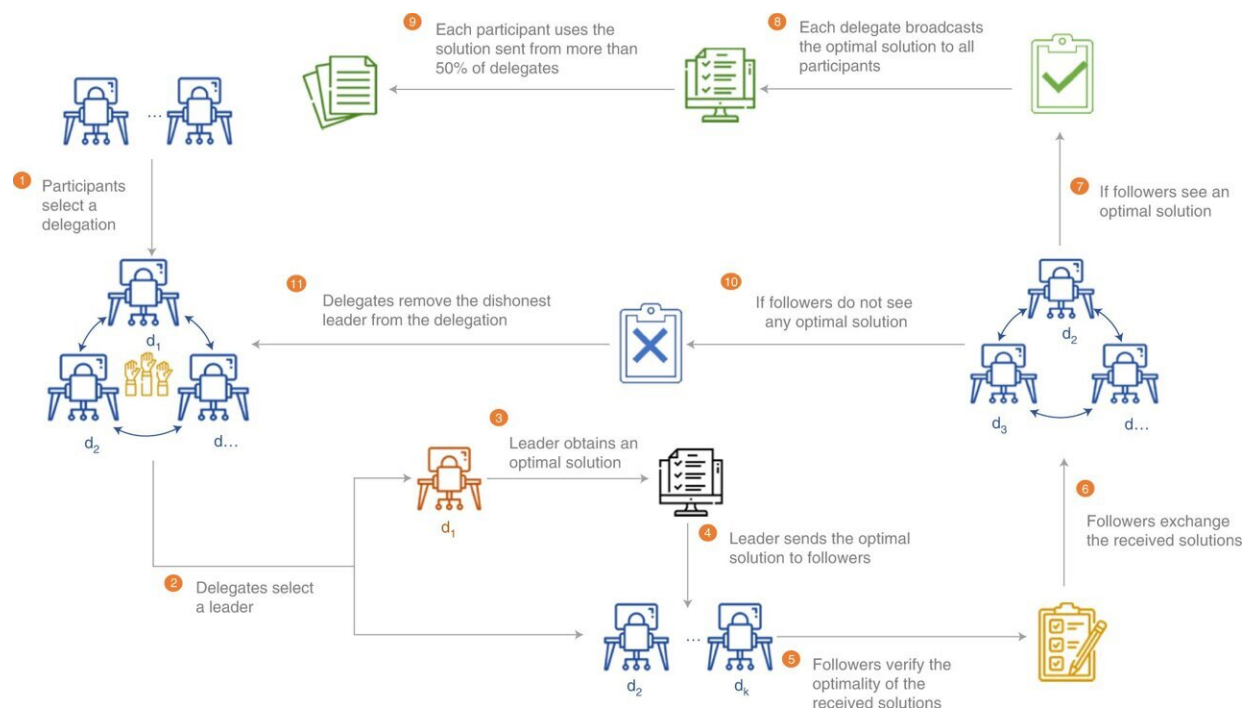 9
Each participant uses the
solution sent from more than
50% of delegates
8
Each delegate broadcasts
the optimal solution to all
participants
...
1
Participants
select a
delegation
7
If followers see an
optimal solution
11
Delegates remove the dishonest
leader from the delegation
10
If followers do not see
any optimal solution
d1
d2
d...
d2
d3
d...
3
Leader obtains an
optimal solution
d1
4
Leader sends the optimal
solution to followers
6
Followers exchange
the received solutions
2
Delegates select
a leader
...
d2
dk
5
Followers verify the
optimality of the
received solutions